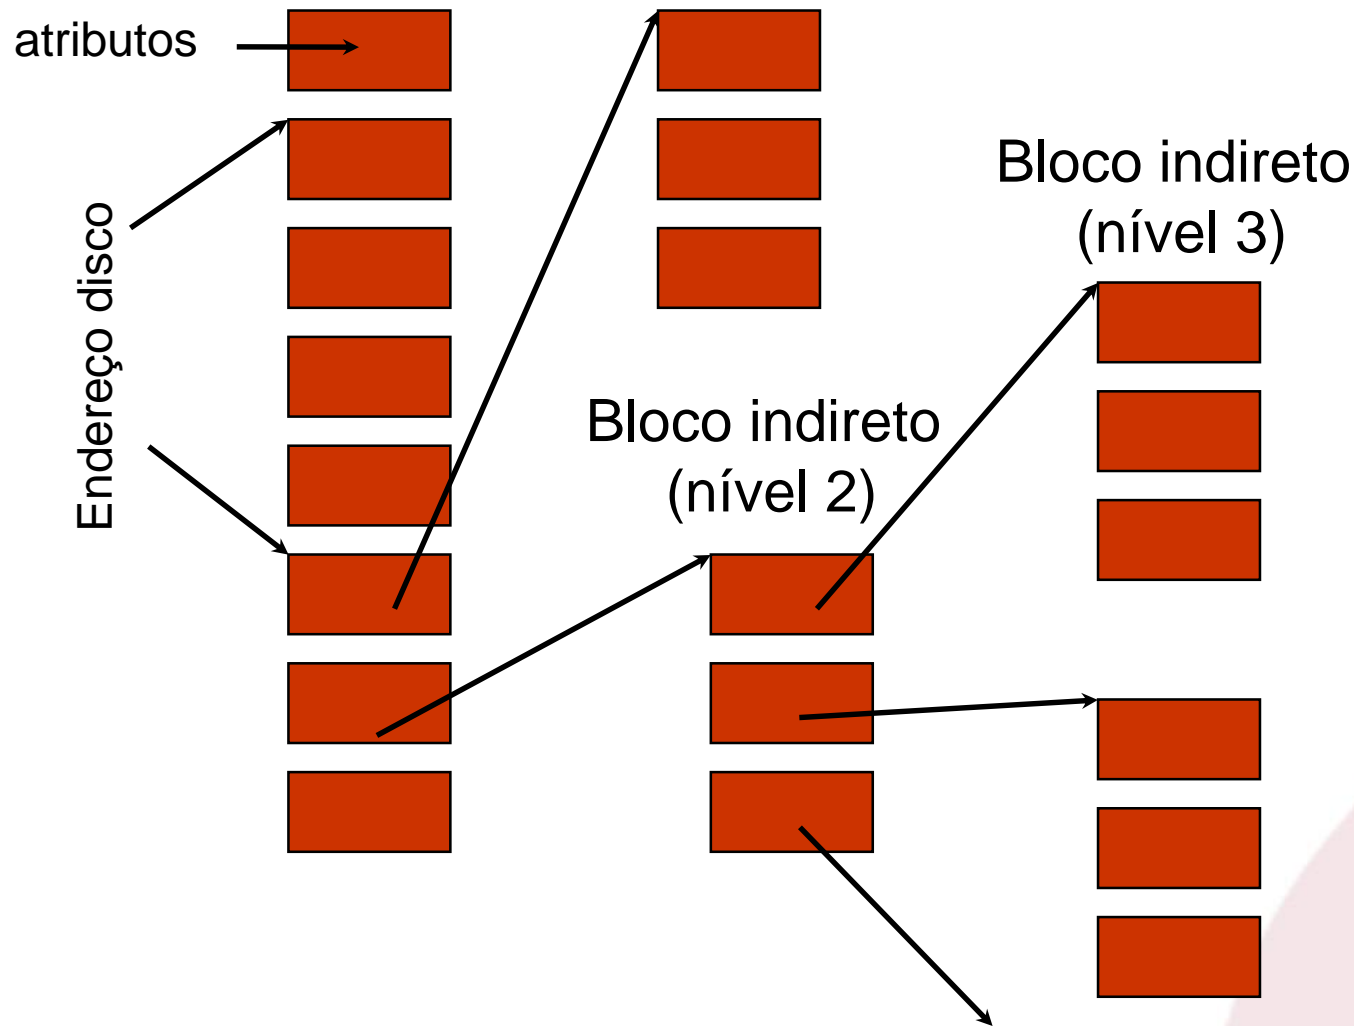 atributos
Endereço disco
Bloco indireto
(nível 2)
Bloco indireto
(nível 3)